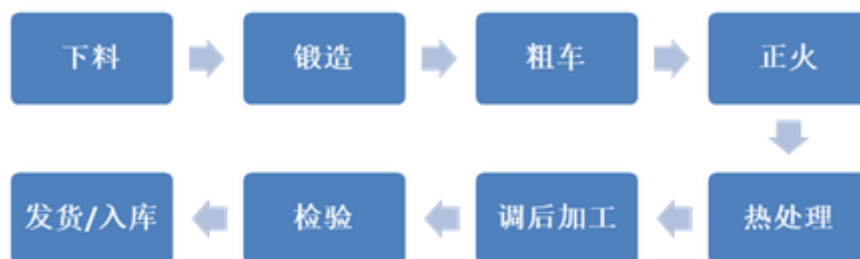 下料
锻造
粗车
正火
热处理
调后加工
检验
发货/入库